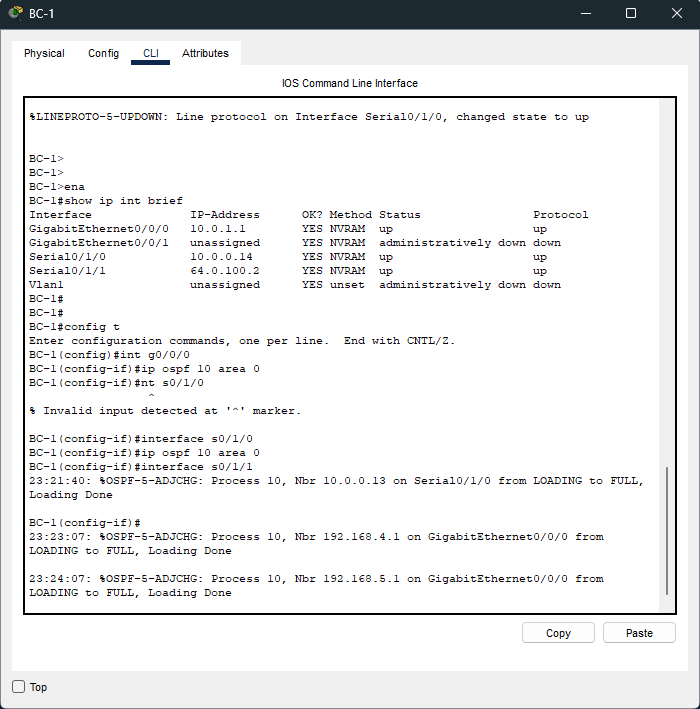 BC-1
Physical Config CLI Attributes
IOS Command Line Interface
%LINEPROTO-5-UPDOWN: Line protocol on Interface Serial0/1/0, changed state to up
BC-1>
BC-1>
BC-1>ena
BC-1#show ip int brief
Interface              IP-Address      OK? Method Status                Protocol
GigabitEthernet0/0/0   10.0.1.1        YES NVRAM  up                    up
GigabitEthernet0/0/1   unassigned      YES NVRAM  administratively down down
Serial0/1/0            10.0.0.14       YES NVRAM  up                    up
Serial0/1/1            64.0.100.2      YES NVRAM  up                    up
Vlan1                  unassigned      YES unset  administratively down down
BC-1#
BC-1#
BC-1#config t
Enter configuration commands, one per line.  End with CNTL/Z.
BC-1(config)#int g0/0/0
BC-1(config-if)#ip ospf 10 area 0
BC-1(config-if)#nt s0/1/0
^
% Invalid input detected at '^' marker.
BC-1(config-if)#interface s0/1/0
BC-1(config-if)#ip ospf 10 area 0
BC-1(config-if)#interface s0/1/1
23:21:40: %OSPF-5-ADJCHG: Process 10, Nbr 10.0.0.13 on Serial0/1/0 from LOADING to FULL,
Loading Done
BC-1(config-if)#
23:23:07: %OSPF-5-ADJCHG: Process 10, Nbr 192.168.4.1 on GigabitEthernet0/0/0 from
LOADING to FULL, Loading Done
23:24:07: %OSPF-5-ADJCHG: Process 10, Nbr 192.168.5.1 on GigabitEthernet0/0/0 from
LOADING to FULL, Loading Done
Copy Paste
Top